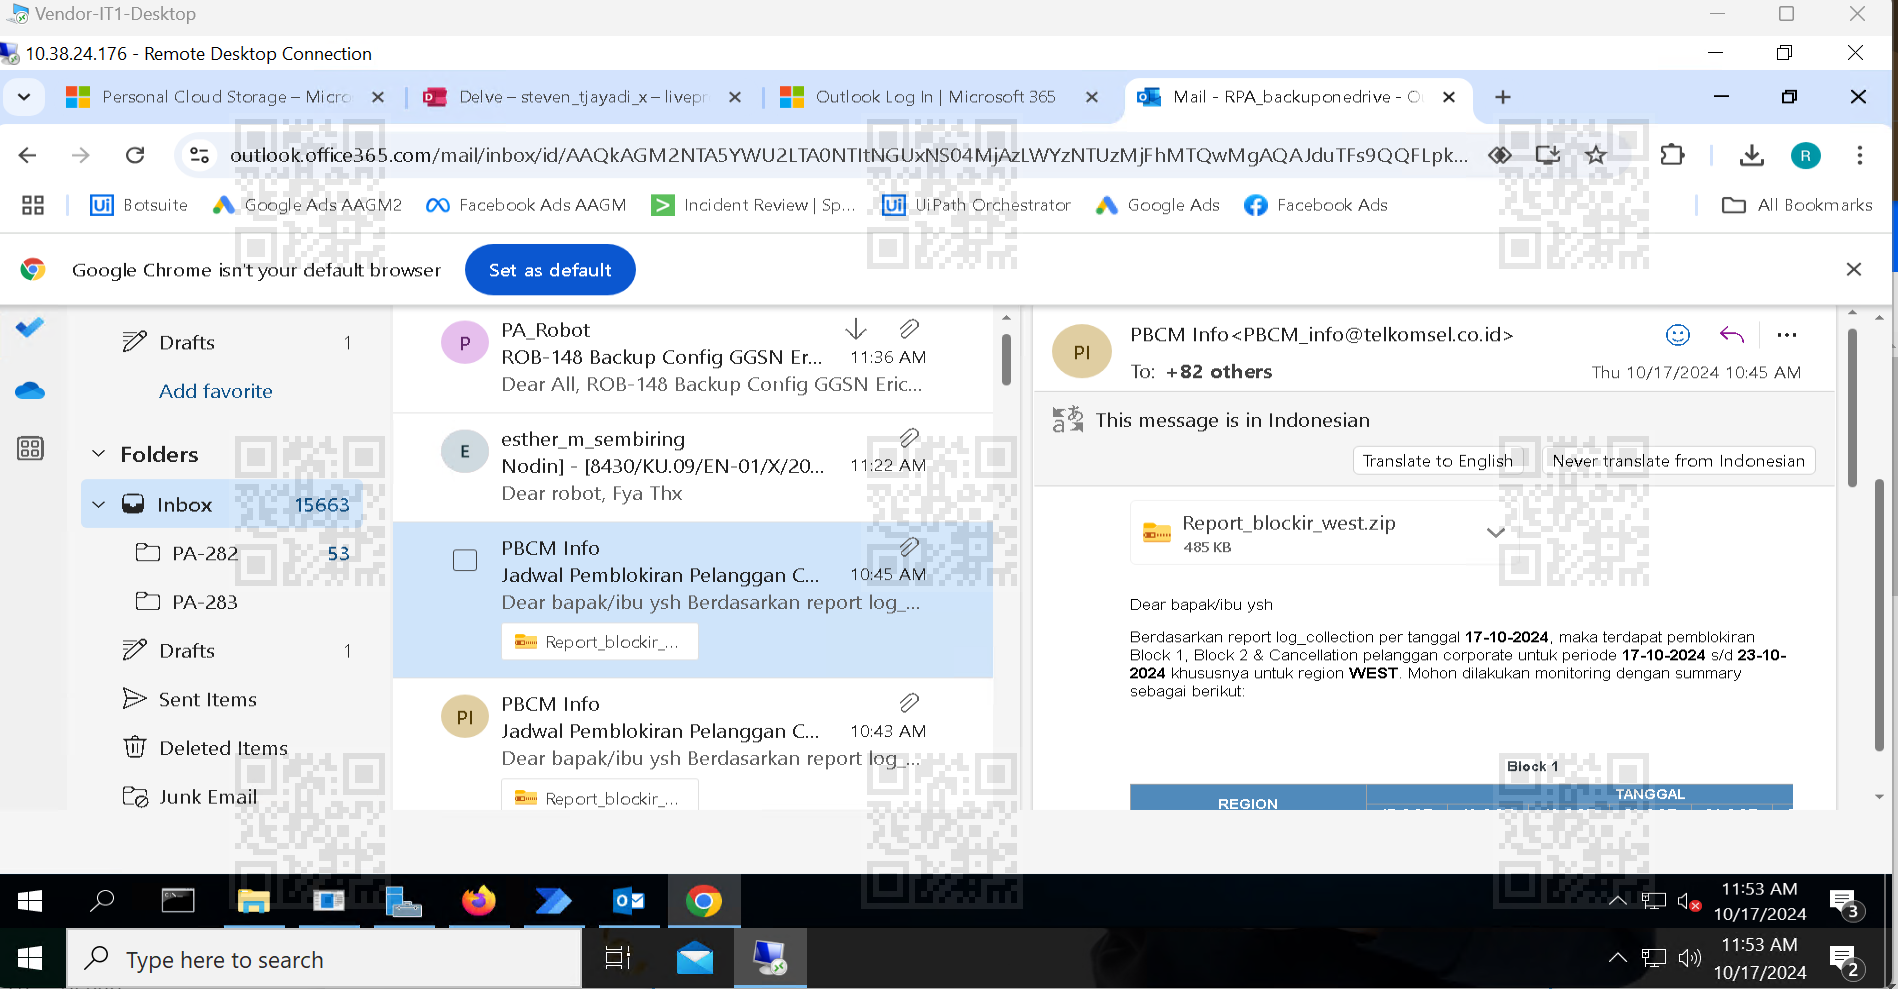 Vendor-IT1-Desktop
10.38.24.176 - Remote Desktop Connection
Personal Cloud Storage – Micro
Delve – steven_tjayadi_x – livepr
Outlook Log In | Microsoft 365
Mail - RPA_backuponedrive - O
outlook.office365.com/mail/inbox/id/AAQkAGM2NTA5YWU2LTA0NTItNGUxNS04MjAzLWYzNTUzMjFhMTQwMgAQAJduTFs9QQFLpk...
R
Ui Botsuite
Google Ads AAGM2
Facebook Ads AAGM
Incident Review | Sp...
Ui UiPath Orchestrator
Google Ads
Facebook Ads
All Bookmarks
Google Chrome isn't your default browser
Set as default
Drafts 1
Add favorite
Folders
Inbox 15663
PA-282 53
PA-283
Drafts 1
Sent Items
Deleted Items
Junk Email
P
PA_Robot
ROB-148 Backup Config GGSN Er... 11:36 AM
Dear All, ROB-148 Backup Config GGSN Eric...
E
esther_m_sembiring
Nodin] - [8430/KU.09/EN-01/X/20... 11:22 AM
Dear robot, Fya Thx
PBCM Info
Jadwal Pemblokiran Pelanggan C... 10:45 AM
Dear bapak/ibu ysh Berdasarkan report log_...
Report_blockir_...
PI
PBCM Info
Jadwal Pemblokiran Pelanggan C... 10:43 AM
Dear bapak/ibu ysh Berdasarkan report log_...
Report_blockir_...
PI
PBCM Info<PBCM_info@telkomsel.co.id>
To: +82 others
Thu 10/17/2024 10:45 AM
This message is in Indonesian
Translate to English
Never translate from Indonesian
Report_blockir_west.zip
485 KB
Dear bapak/ibu ysh
Berdasarkan report log_collection per tanggal 17-10-2024, maka terdapat pemblokiran
Block 1, Block 2 & Cancellation pelanggan corporate untuk periode 17-10-2024 s/d 23-10-
2024 khususnya untuk region WEST. Mohon dilakukan monitoring dengan summary
sebagai berikut:
Block 1
REGION
TANGGAL
11:53 AM
10/17/2024
3
Type here to search
11:53 AM
10/17/2024
2